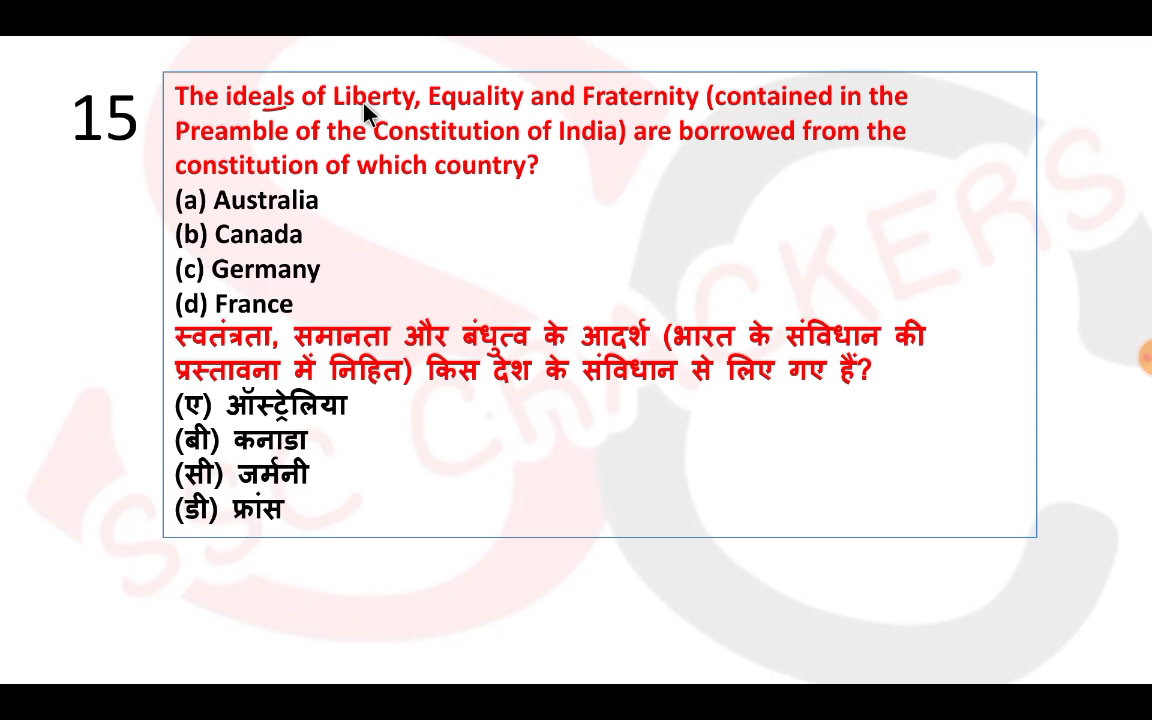 15
The ideals of Liberty, Equality and Fraternity (contained in the
Preamble of the Constitution of India) are borrowed from the
constitution of which country?
(a) Australia
(b) Canada
(c) Germany
(d) France
स्वतंत्रता, समानता और बंधुत्व के आदर्श (भारत के संविधान की
प्रस्तावना में निहित) किस देश के संविधान से लिए गए हैं?
(ए) ऑस्ट्रेलिया
(बी) कनाडा
(सी) जर्मनी
(डी) फ्रांस
SSC CRACKERS